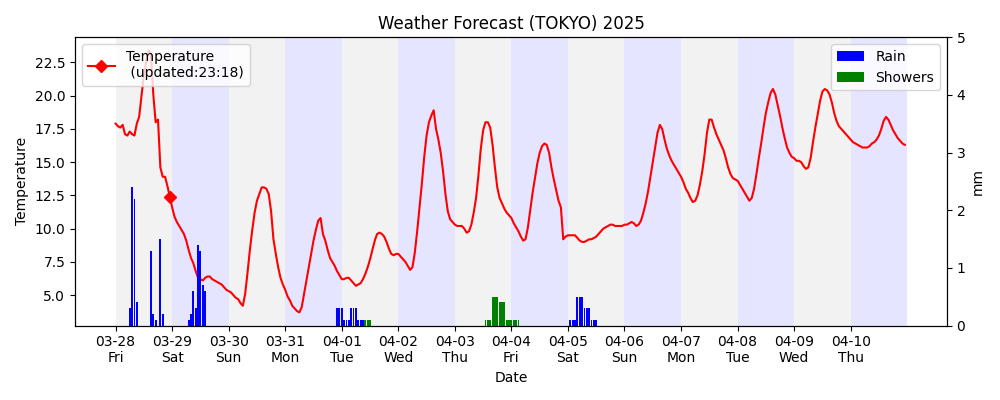 Weather Forecast (TOKYO) 2025
Temperature
(updated:23:18)
Rain
Showers
22.5
20.0
17.5
15.0
12.5
10.0
7.5
5.0
Temperature
5
4
3
2
1
0
mm
03-28 03-29 03-30 03-31 04-01 04-02 04-03 04-04 04-05 04-06 04-07 04-08 04-09 04-10
Fri Sat Sun Mon Tue Wed Thu Fri Sat Sun Mon Tue Wed Thu
Date